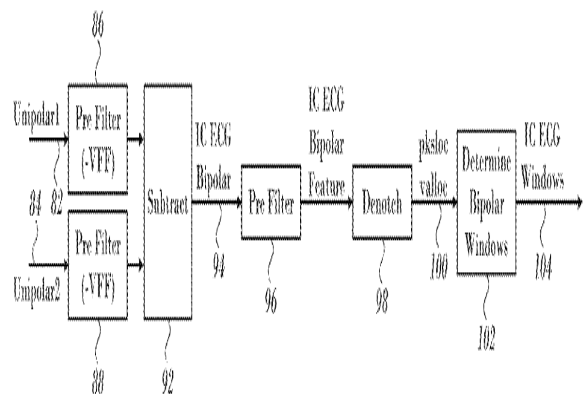 86
Unipolar1
Pre Filter
(-VFF)
82
84
Unipolar2
Pre Filter
(-VFF)
88
Subtract
92
IC ECG
Bipolar
94
Pre Filter
96
IC ECG
Bipolar
Feature
Denotch
98
pksloc
valloc
100
Determine
Bipolar
Windows
102
IC ECG
Windows
104